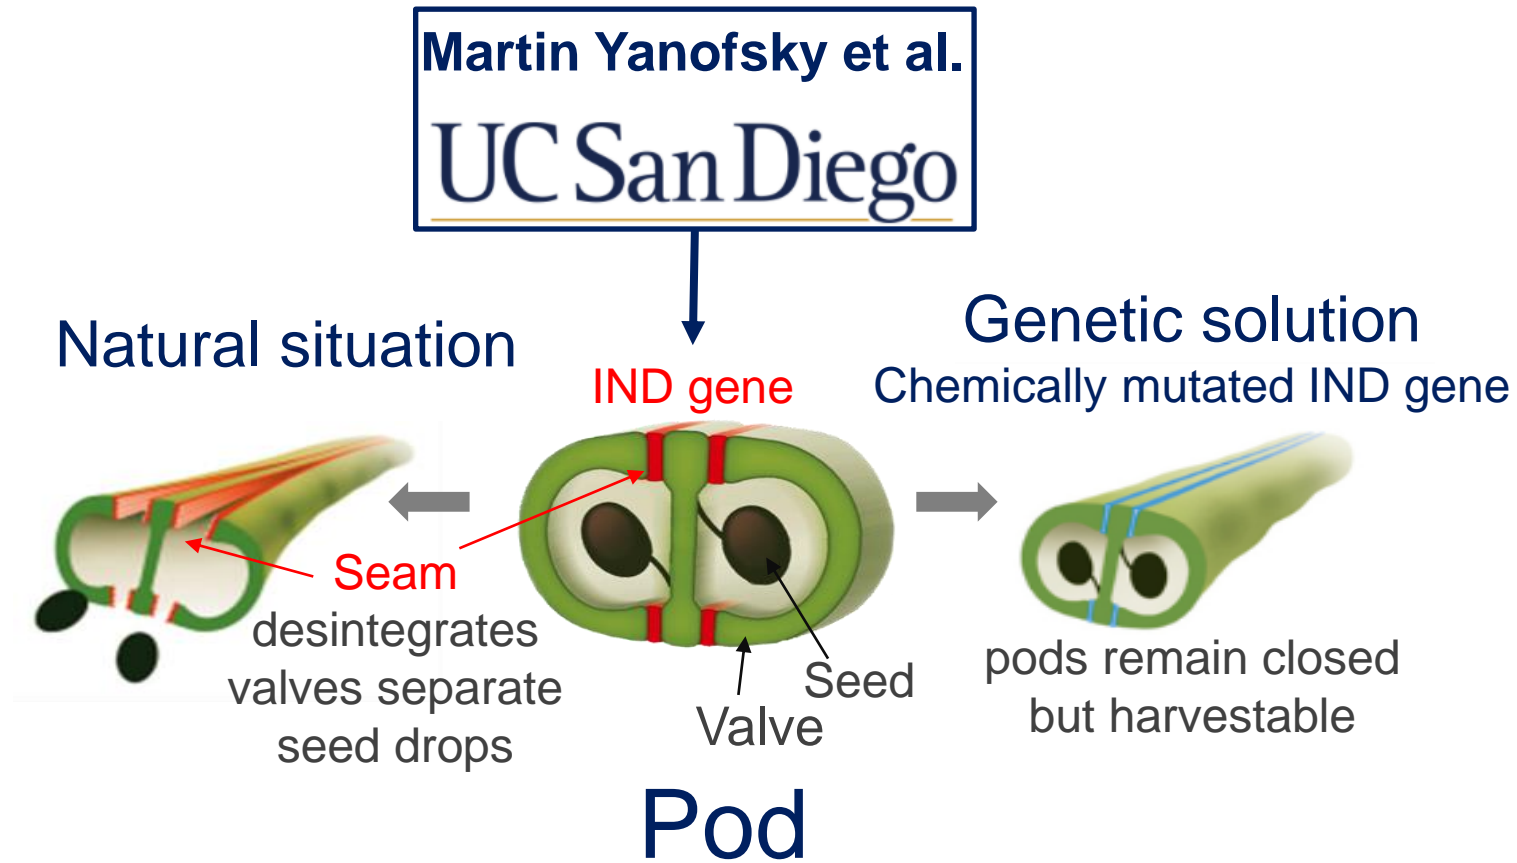 Martin Yanofsky et al.
UC San Diego
Natural situation
IND gene
Genetic solution
Chemically mutated IND gene
Seam
desintegrates
valves separate
seed drops
Seed
Valve
pods remain closed
but harvestable
Pod